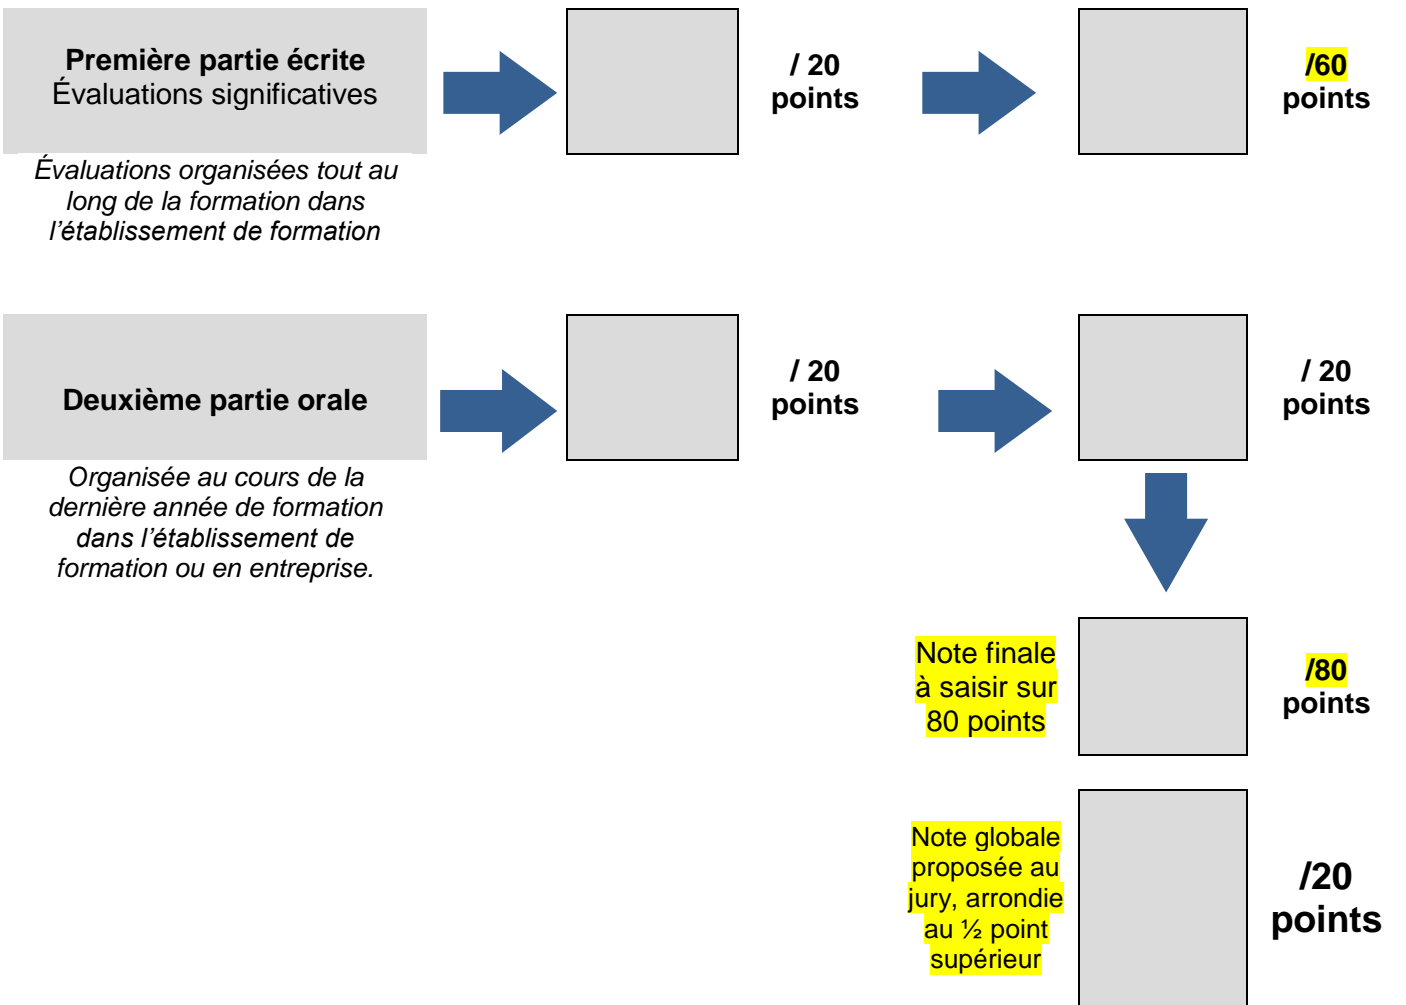 Première partie écrite
Évaluations significatives
/ 20
points
/60
points
Évaluations organisées tout au
long de la formation dans
l’établissement de formation
Deuxième partie orale
/ 20
points
/ 20
points
Organisée au cours de la
dernière année de formation
dans l’établissement de
formation ou en entreprise.
Note finale
à saisir sur
80 points
/80
points
Note globale
proposée au
jury, arrondie
au ½ point
supérieur
/20
points